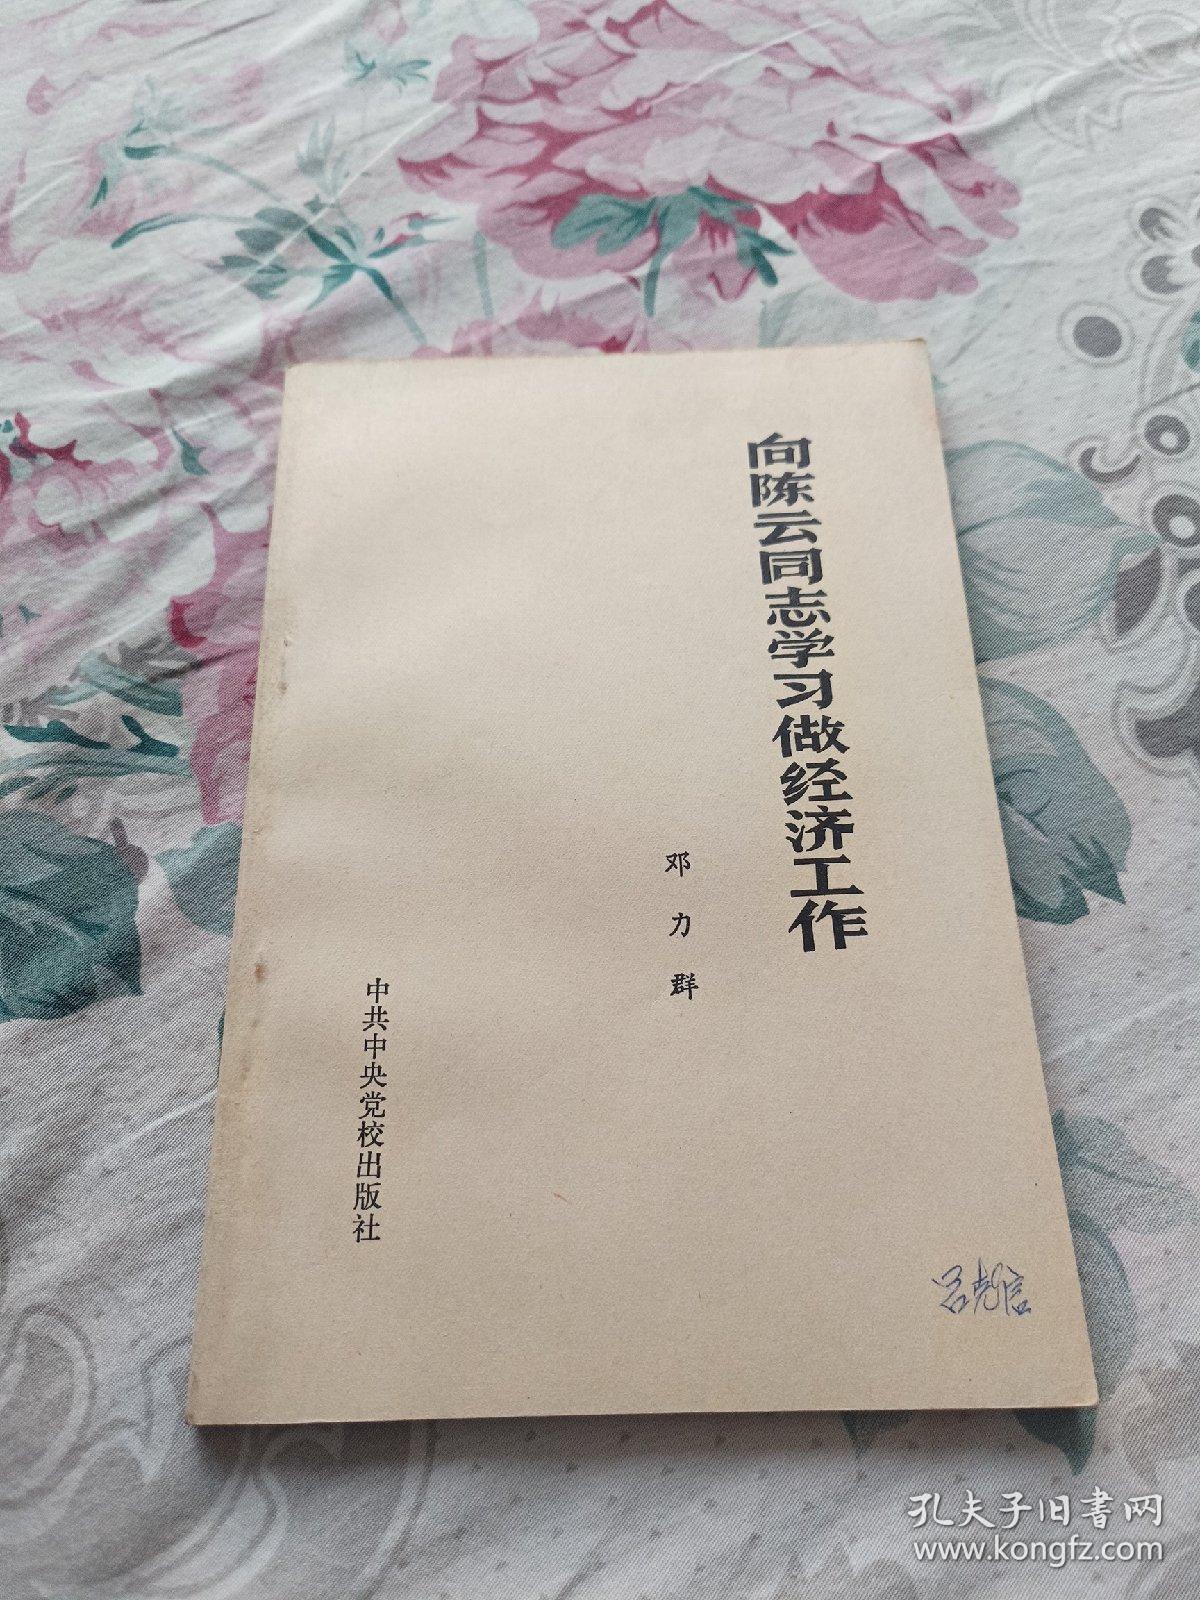 向陈云同志学习做经济工作
邓力群
中共中央党校出版社
孔夫子旧書网
www.kongfz.com